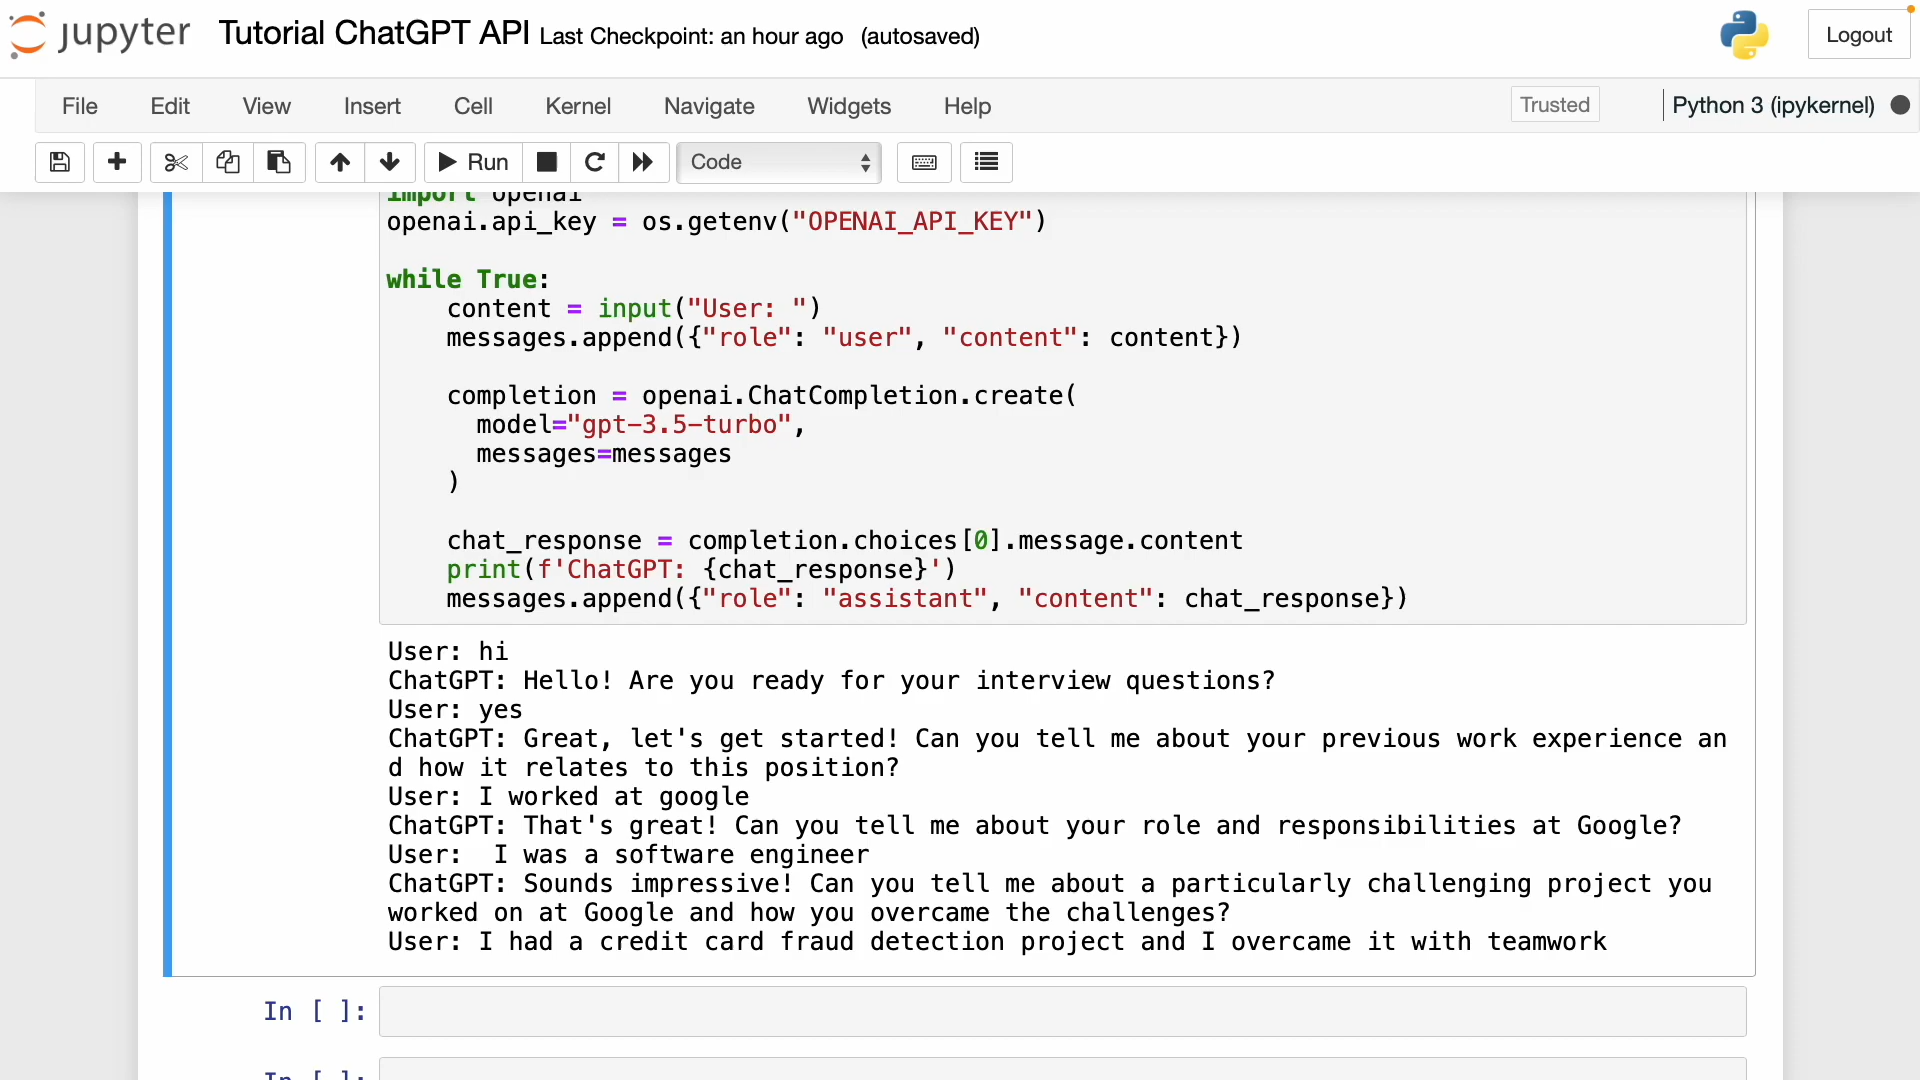 jupyter Tutorial ChatGPT API Last Checkpoint: an hour ago (autosaved) Logout
File Edit View Insert Cell Kernel Navigate Widgets Help Trusted Python 3 (ipykernel)
Run Code
import openai
openai.api_key = os.getenv("OPENAI_API_KEY")
while True:
    content = input("User: ")
    messages.append({"role": "user", "content": content})
    completion = openai.ChatCompletion.create(
      model="gpt-3.5-turbo",
      messages=messages
    )
    chat_response = completion.choices[0].message.content
    print(f'ChatGPT: {chat_response}')
    messages.append({"role": "assistant", "content": chat_response})
User: hi
ChatGPT: Hello! Are you ready for your interview questions?
User: yes
ChatGPT: Great, let's get started! Can you tell me about your previous work experience an
d how it relates to this position?
User: I worked at google
ChatGPT: That's great! Can you tell me about your role and responsibilities at Google?
User:  I was a software engineer
ChatGPT: Sounds impressive! Can you tell me about a particularly challenging project you
worked on at Google and how you overcame the challenges?
User: I had a credit card fraud detection project and I overcame it with teamwork
In [ ]:
In [ ]: